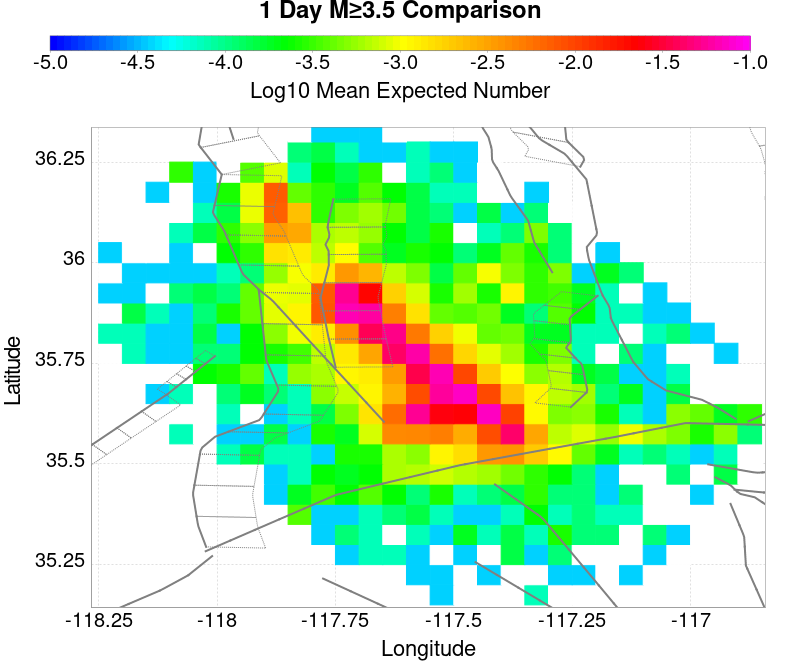 1 Day M≥3.5 Comparison
-5.0 -4.5 -4.0 -3.5 -3.0 -2.5 -2.0 -1.5 -1.0
Log10 Mean Expected Number
36.25
36
35.75
35.5
35.25
Latitude
-118.25 -118 -117.75 -117.5 -117.25 -117
Longitude